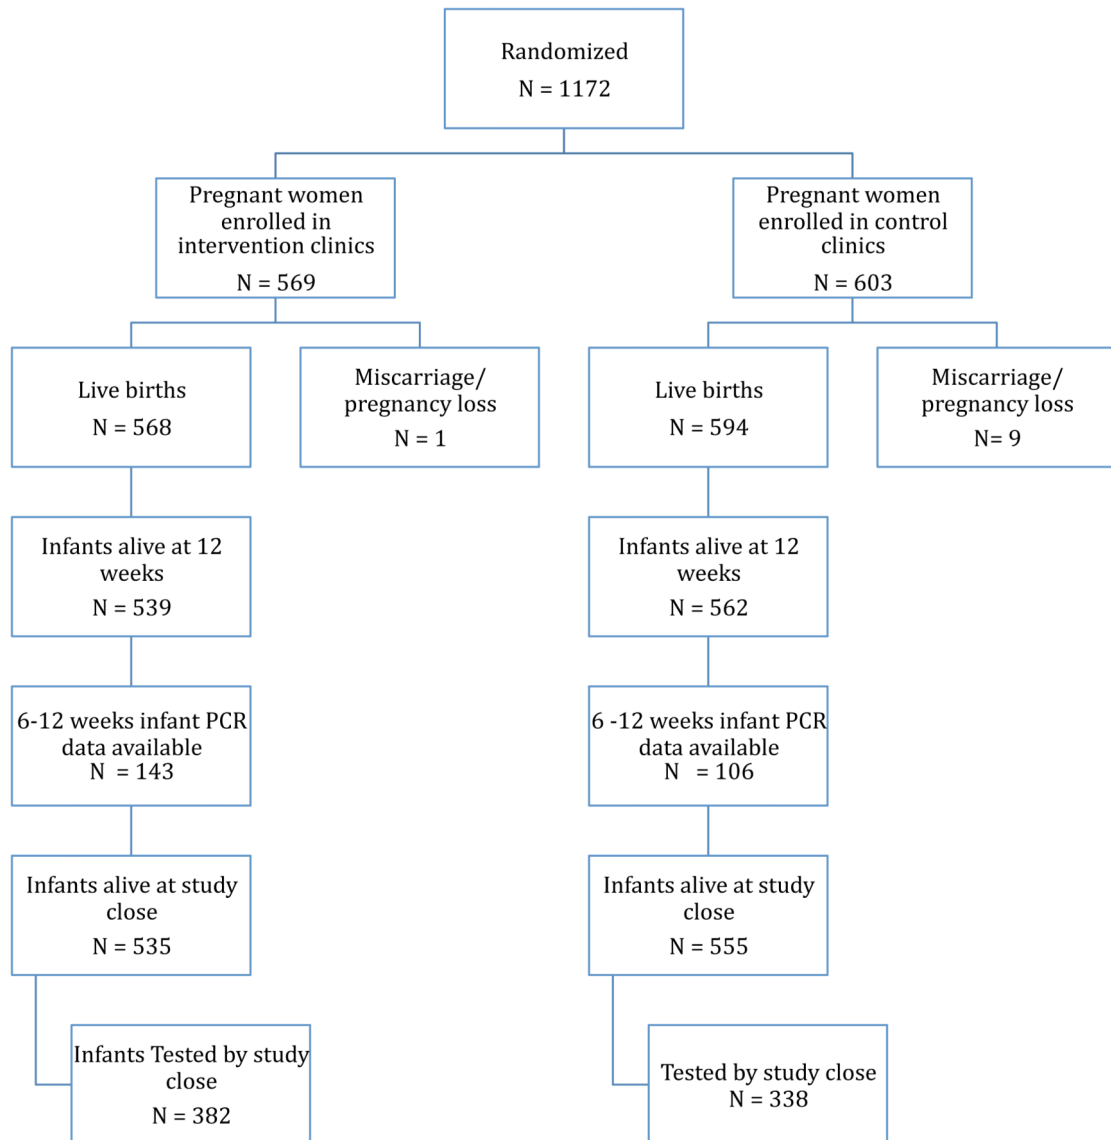 Randomized
N = 1172
Pregnant women
enrolled in
intervention clinics
N = 569
Pregnant women
enrolled in control
clinics
N = 603
Live births
N = 568
Miscarriage/
pregnancy loss
N = 1
Live births
N = 594
Miscarriage/
pregnancy loss
N= 9
Infants alive at 12
weeks
N = 539
Infants alive at 12
weeks
N = 562
6-12 weeks infant PCR
data available
N = 143
6 -12 weeks infant PCR
data available
N = 106
Infants alive at study
close
N = 535
Infants alive at study
close
N = 555
Infants Tested by study
close
N = 382
Tested by study close
N = 338